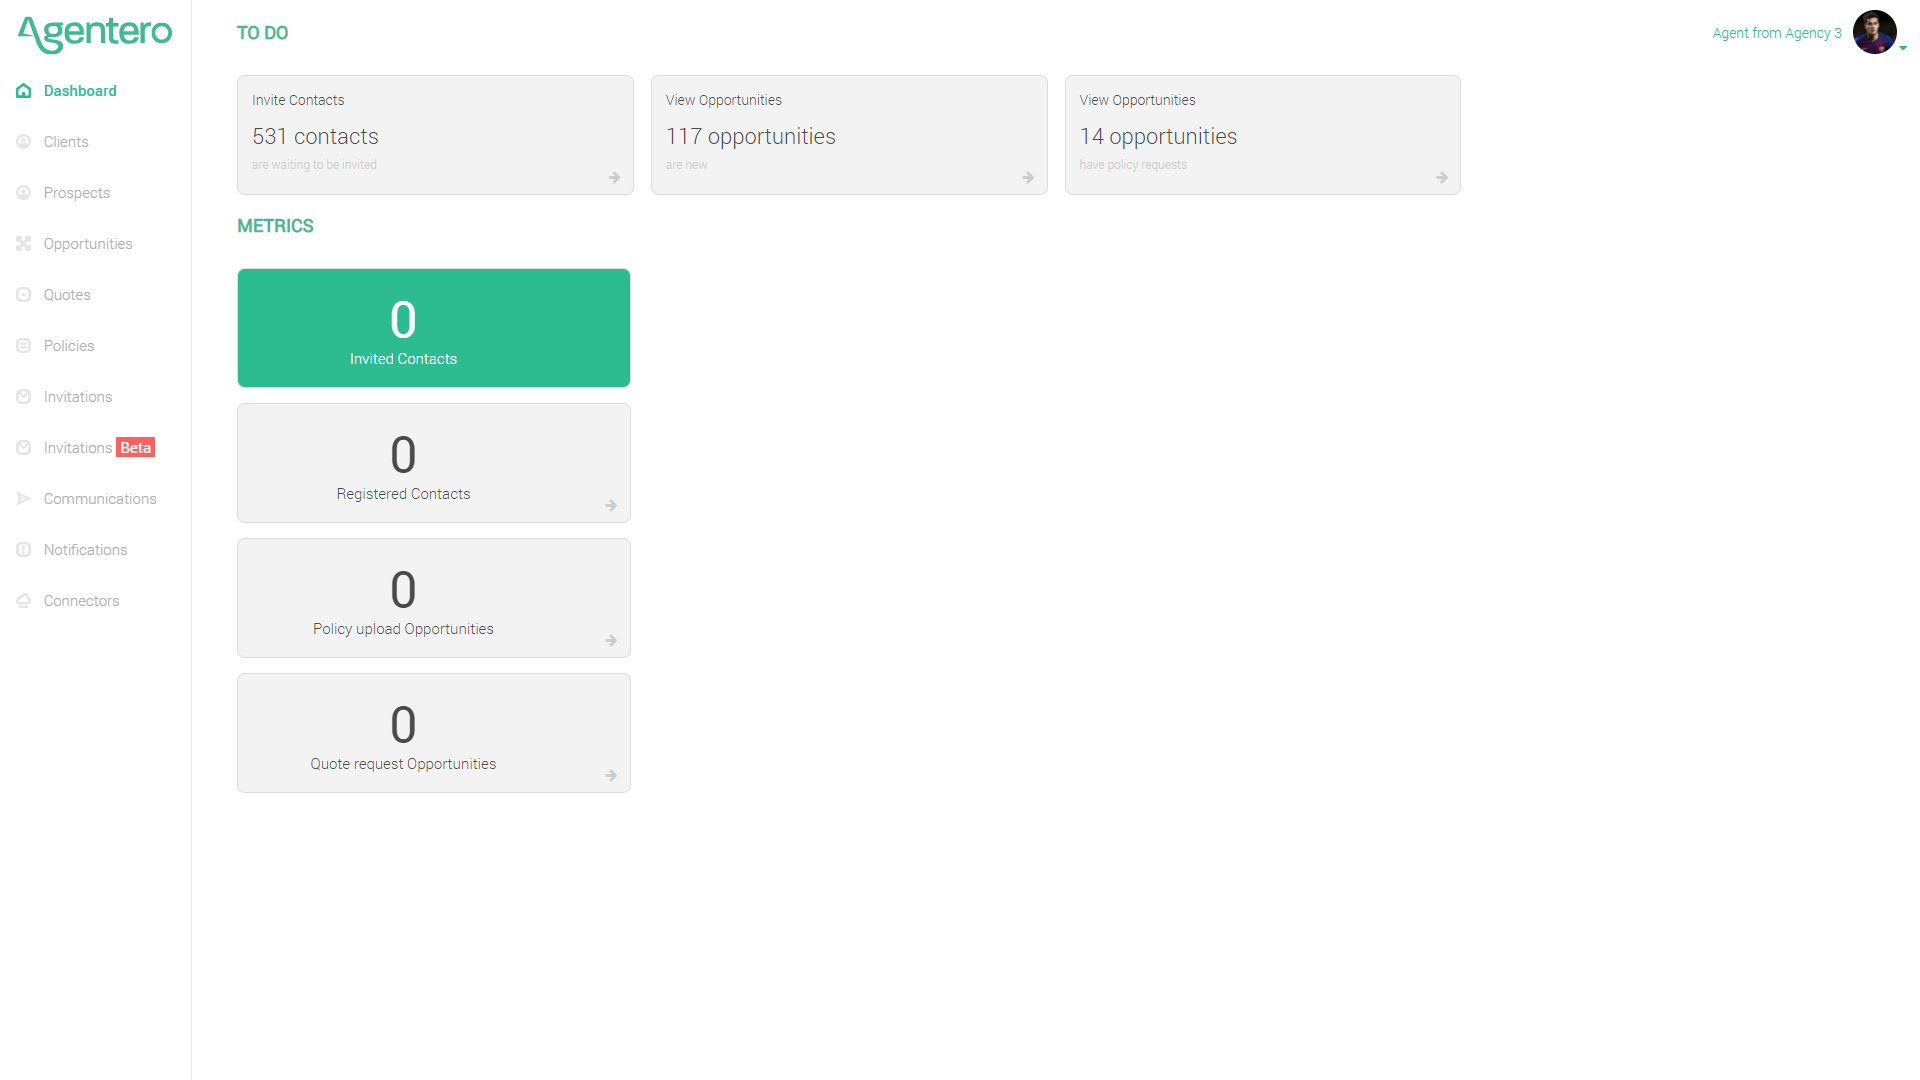 Agentero
Dashboard
Clients
Prospects
Opportunities
Quotes
Policies
Invitations
Invitations Beta
Communications
Notifications
Connectors
TO DO
Agent from Agency 3
Invite Contacts
531 contacts
are waiting to be invited
View Opportunities
117 opportunities
are new
View Opportunities
14 opportunities
have policy requests
METRICS
0
Invited Contacts
0
Registered Contacts
0
Policy upload Opportunities
0
Quote request Opportunities